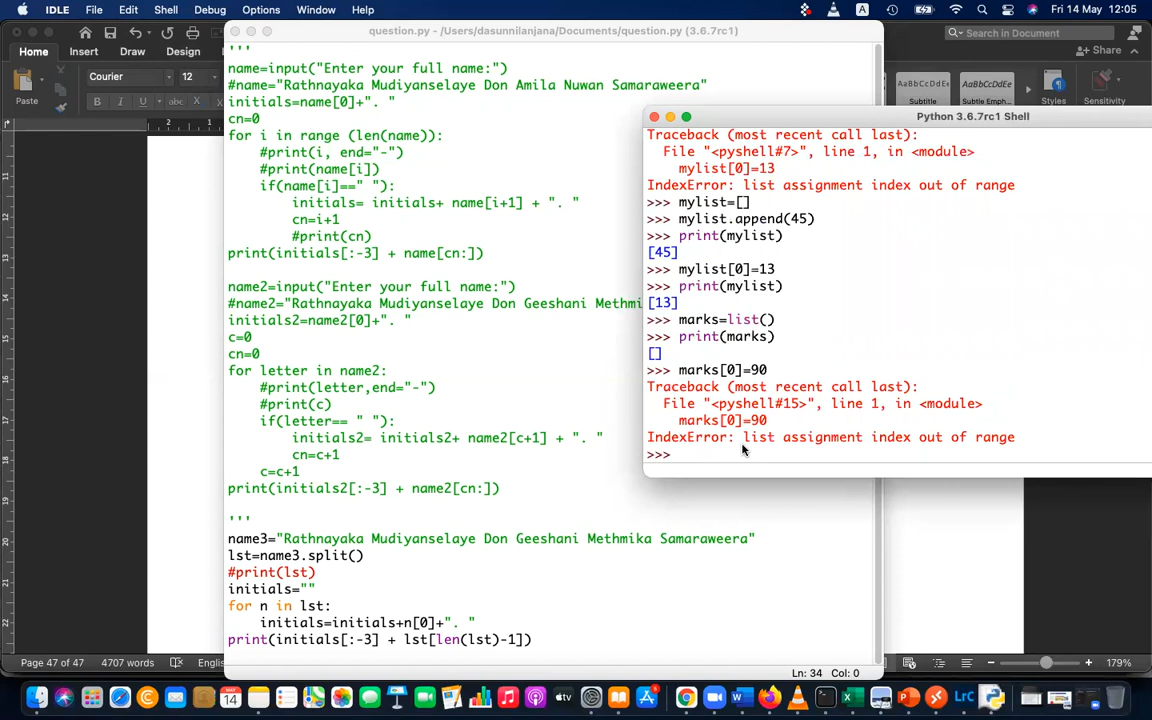 IDLE File Edit Shell Debug Options Window Help
A
Fri 14 May 12:05
question.py - /Users/dasunnilanjana/Documents/question.py (3.6.7rc1)
Search in Document
Home Insert Draw Design
Share
Paste
Courier
12
B I U abc
AaBbCcDdEe
AaBbCcDdEe
Subtitle
Subtle Emph...
Styles
Sensitivity
'''
name=input("Enter your full name:")
#name="Rathnayaka Mudiyanselaye Don Amila Nuwan Samaraweera"
initials=name[0]+". "
cn=0
for i in range (len(name)):
    #print(i, end="-")
    #print(name[i])
    if(name[i]==" "):
        initials= initials+ name[i+1] + ". "
        cn=i+1
        #print(cn)
print(initials[:-3] + name[cn:])
name2=input("Enter your full name:")
#name2="Rathnayaka Mudiyanselaye Don Geeshani Methmi
initials2=name2[0]+". "
c=0
cn=0
for letter in name2:
    #print(letter,end="-")
    #print(c)
    if(letter== " "):
        initials2= initials2+ name2[c+1] + ". "
        cn=c+1
    c=c+1
print(initials2[:-3] + name2[cn:])
'''
name3="Rathnayaka Mudiyanselaye Don Geeshani Methmika Samaraweera"
lst=name3.split()
#print(lst)
initials=""
for n in lst:
    initials=initials+n[0]+". "
print(initials[:-3] + lst[len(lst)-1])
Ln: 34 Col: 0
Python 3.6.7rc1 Shell
Traceback (most recent call last):
  File "<pyshell#7>", line 1, in <module>
    mylist[0]=13
IndexError: list assignment index out of range
>>> mylist=[]
>>> mylist.append(45)
>>> print(mylist)
[45]
>>> mylist[0]=13
>>> print(mylist)
[13]
>>> marks=list()
>>> print(marks)
[]
>>> marks[0]=90
Traceback (most recent call last):
  File "<pyshell#15>", line 1, in <module>
    marks[0]=90
IndexError: list assignment index out of range
>>>
Page 47 of 47 4707 words
Englis
179%